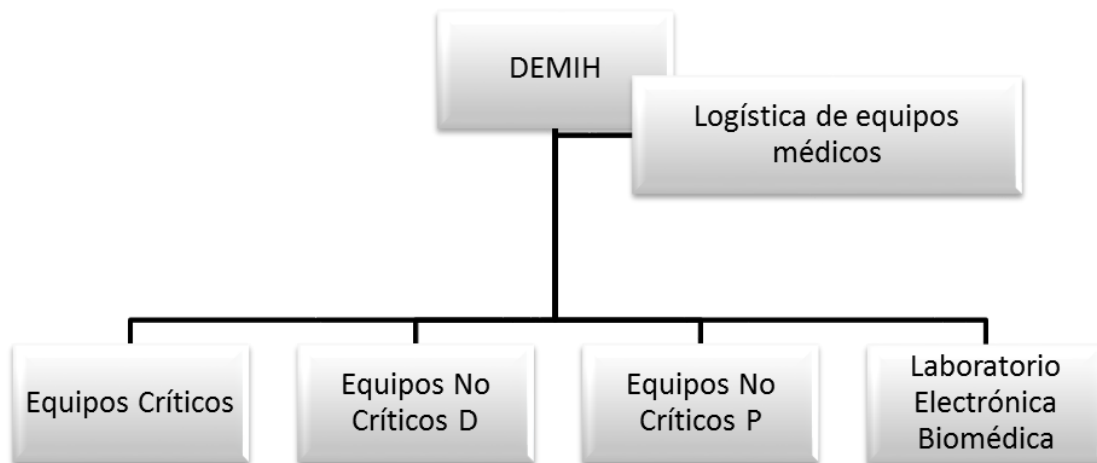 DEMIH
Logística de equipos
médicos
Equipos Críticos
Equipos No
Críticos D
Equipos No
Críticos P
Laboratorio
Electrónica
Biomédica